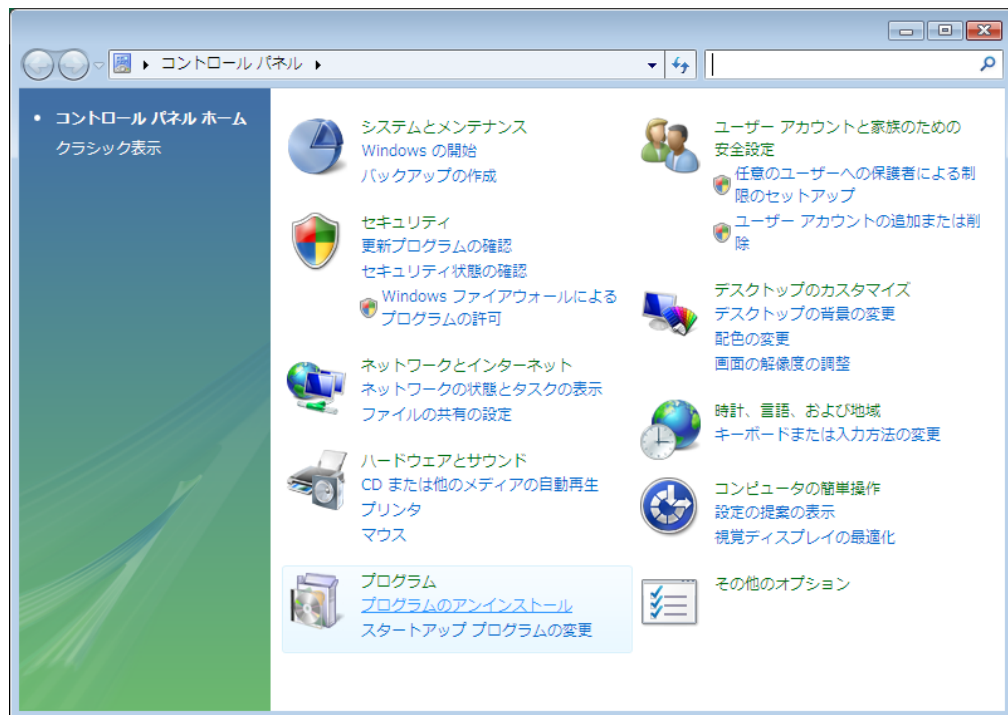 コントロール パネル
コントロール パネル ホーム
クラシック表示
システムとメンテナンス
Windows の開始
バックアップの作成
セキュリティ
更新プログラムの確認
セキュリティ状態の確認
Windows ファイアウォールによる
プログラムの許可
ネットワークとインターネット
ネットワークの状態とタスクの表示
ファイルの共有の設定
ハードウェアとサウンド
CD または他のメディアの自動再生
プリンタ
マウス
プログラム
プログラムのアンインストール
スタートアップ プログラムの変更
ユーザー アカウントと家族のための
安全設定
任意のユーザーへの保護者による制
限のセットアップ
ユーザー アカウントの追加または削
除
デスクトップのカスタマイズ
デスクトップの背景の変更
配色の変更
画面の解像度の調整
時計、言語、および地域
キーボードまたは入力方法の変更
コンピュータの簡単操作
設定の提案の表示
視覚ディスプレイの最適化
その他のオプション